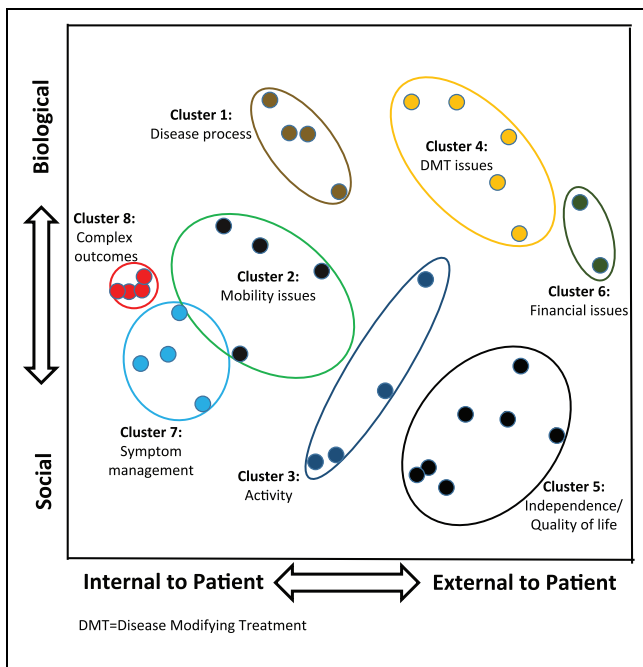 Biological
Social
Cluster 1:
Disease process
Cluster 4:
DMT issues
Cluster 8:
Complex
outcomes
Cluster 2:
Mobility issues
Cluster 6:
Financial issues
Cluster 7:
Symptom
management
Cluster 3:
Activity
Cluster 5:
Independence/
Quality of life
Internal to Patient
External to Patient
DMT=Disease Modifying Treatment